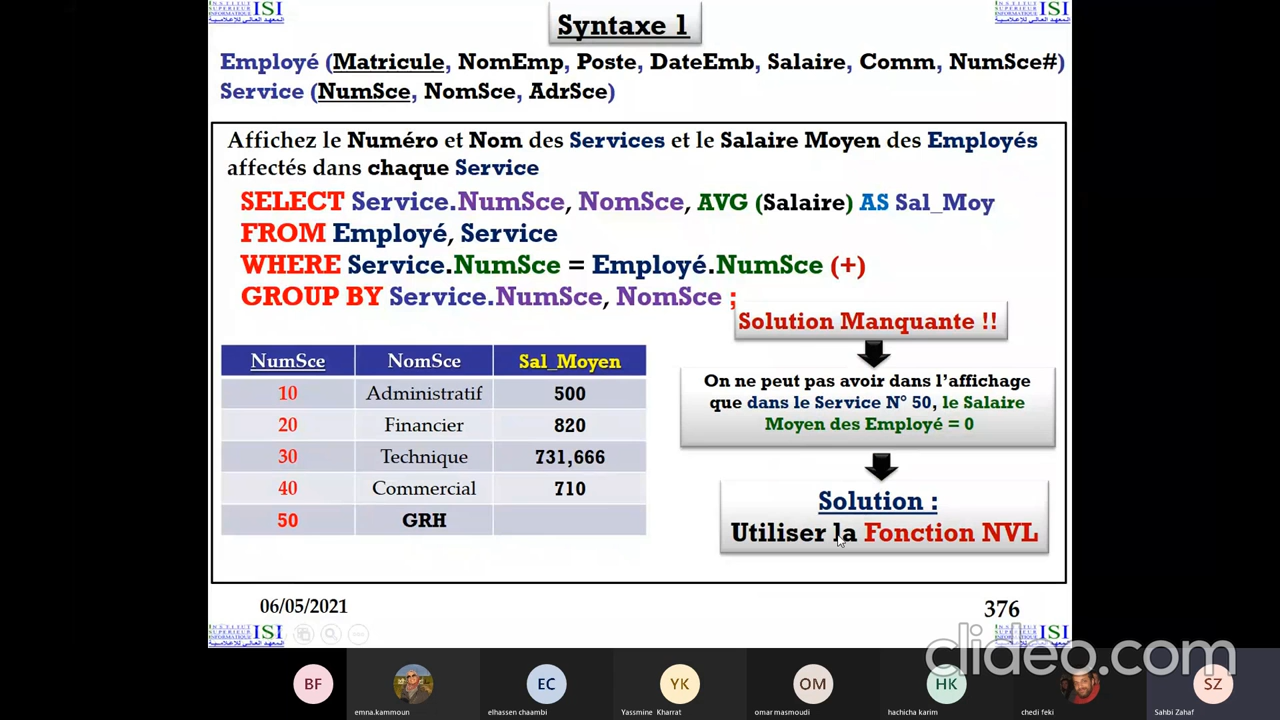 ISI
Syntaxe 1
ISI
Employé (Matricule, NomEmp, Poste, DateEmb, Salaire, Comm, NumSce#)
Service (NumSce, NomSce, AdrSce)
Affichez le Numéro et Nom des Services et le Salaire Moyen des Employés
affectés dans chaque Service
SELECT Service.NumSce, NomSce, AVG (Salaire) AS Sal_Moy
FROM Employé, Service
WHERE Service.NumSce = Employé.NumSce (+)
GROUP BY Service.NumSce, NomSce ;
Solution Manquante !!
On ne peut pas avoir dans l’affichage
que dans le Service N° 50, le Salaire
Moyen des Employé = 0
Solution :
Utiliser la Fonction NVL
NumSce NomSce Sal_Moyen
10 Administratif 500
20 Financier 820
30 Technique 731,666
40 Commercial 710
50 GRH
06/05/2021
376
ISI
ISI
clideo.com
BF
EC
YK
OM
HK
SZ
emna.kammoun
elhassen chaambi
Yassmine Kharrat
omar masmoudi
hachicha karim
chedi feki
Sahbi Zahaf